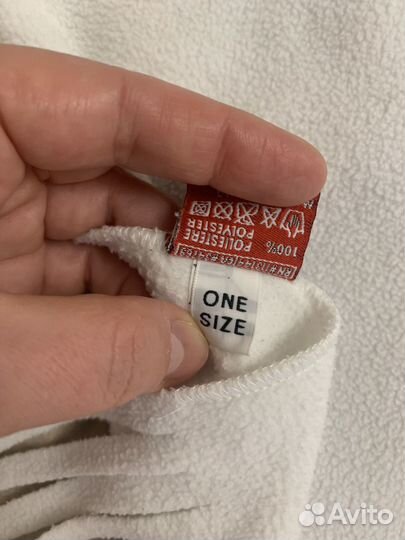 100%
POLIESTERE
POLYESTER
ONE
SIZE
Avito